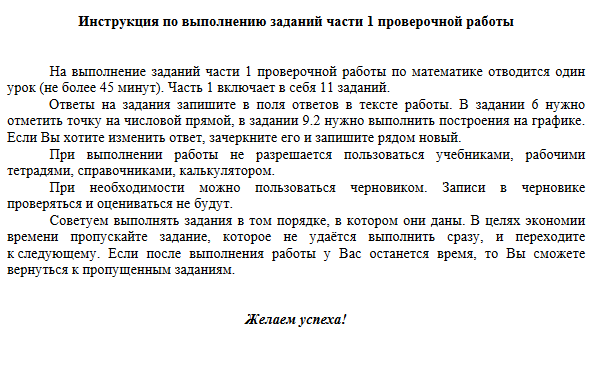 Инструкция по выполнению заданий части 1 проверочной работы
На выполнение заданий части 1 проверочной работы по математике отводится один
урок (не более 45 минут). Часть 1 включает в себя 11 заданий.
Ответы на задания запишите в поля ответов в тексте работы. В задании 6 нужно
отметить точку на числовой прямой, в задании 9.2 нужно выполнить построения на графике.
Если Вы хотите изменить ответ, зачеркните его и запишите рядом новый.
При выполнении работы не разрешается пользоваться учебниками, рабочими
тетрадями, справочниками, калькулятором.
При необходимости можно пользоваться черновиком. Записи в черновике
проверяться и оцениваться не будут.
Советуем выполнять задания в том порядке, в котором они даны. В целях экономии
времени пропускайте задание, которое не удаётся выполнить сразу, и переходите
к следующему. Если после выполнения работы у Вас останется время, то Вы сможете
вернуться к пропущенным заданиям.
Желаем успеха!